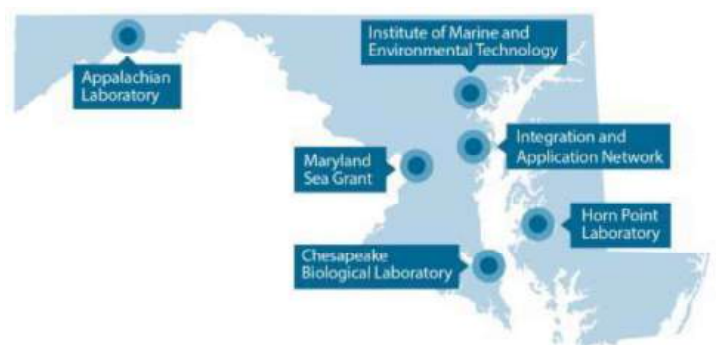 Institute of Marine and
Environmental Technology
Appalachian
Laboratory
Integration and
Application Network
Maryland
Sea Grant
Horn Point
Laboratory
Chesapeake
Biological Laboratory